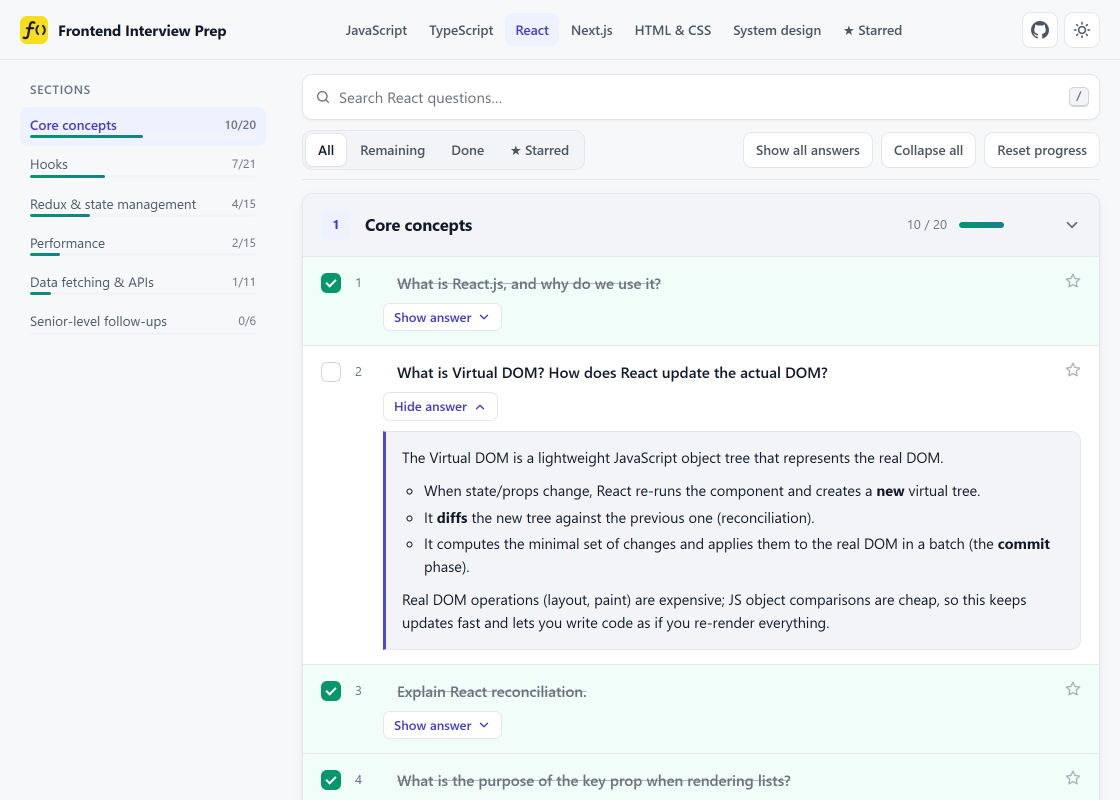 f() Frontend Interview Prep
JavaScript TypeScript React Next.js HTML & CSS System design ★ Starred
SECTIONS
Core concepts 10/20
Hooks 7/21
Redux & state management 4/15
Performance 2/15
Data fetching & APIs 1/11
Senior-level follow-ups 0/6
Search React questions... /
All Remaining Done ★ Starred
Show all answers Collapse all Reset progress
1 Core concepts 10 / 20
1 What is React.js, and why do we use it?
Show answer
2 What is Virtual DOM? How does React update the actual DOM?
Hide answer
The Virtual DOM is a lightweight JavaScript object tree that represents the real DOM.
When state/props change, React re-runs the component and creates a new virtual tree.
It diffs the new tree against the previous one (reconciliation).
It computes the minimal set of changes and applies them to the real DOM in a batch (the commit
phase).
Real DOM operations (layout, paint) are expensive; JS object comparisons are cheap, so this keeps
updates fast and lets you write code as if you re-render everything.
3 Explain React reconciliation.
Show answer
4 What is the purpose of the key prop when rendering lists?